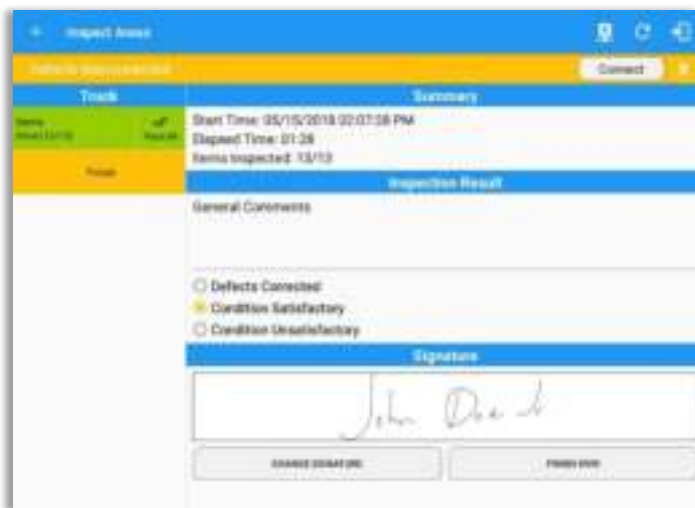 Inspect Asset
Connect
Truck
Summary
Start Time: 05/15/2018 02:07:28 PM
Elapsed Time: 01:28
Items Inspected: 13/13
Inspection Result
General Comments
Defects Corrected
Condition Satisfactory
Condition Unsatisfactory
Signature
John Doe
CHANGE SIGNATURE